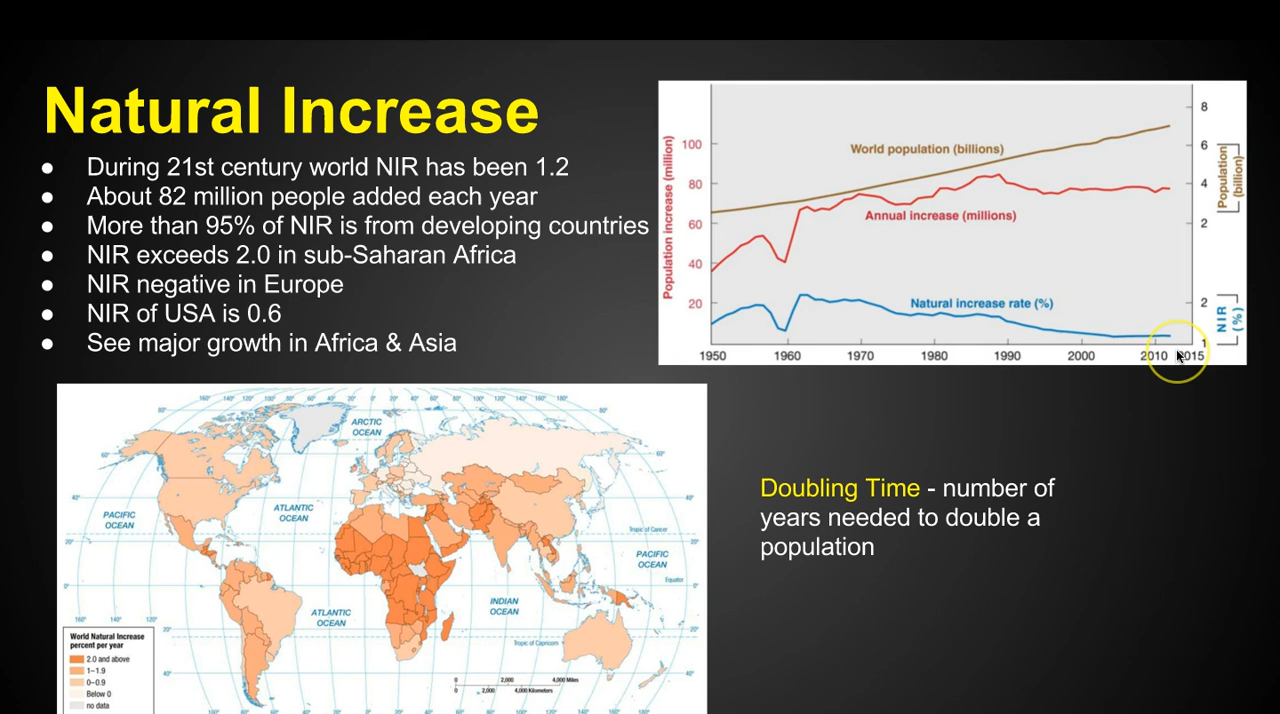 Natural Increase
● During 21st century world NIR has been 1.2
● About 82 million people added each year
● More than 95% of NIR is from developing countries
● NIR exceeds 2.0 in sub-Saharan Africa
● NIR negative in Europe
● NIR of USA is 0.6
● See major growth in Africa & Asia
Population increase (million)
100
80
60
40
20
World population (billions)
Annual increase (millions)
Natural increase rate (%)
8
6
4
2
2
1
Population
(billion)
NIR
(%)
1950 1960 1970 1980 1990 2000 2010 2015
ARCTIC
OCEAN
PACIFIC
OCEAN
ATLANTIC
OCEAN
Tropic of Cancer
PACIFIC
OCEAN
Equator
ATLANTIC
OCEAN
INDIAN
OCEAN
Tropic of Capricorn
160° 140° 120°
World Natural Increase
percent per year
2.0 and above
1–1.9
0–0.9
Below 0
no data
0 2,000 4,000 Miles
0 2,000 4,000 Kilometers
Doubling Time - number of
years needed to double a
population